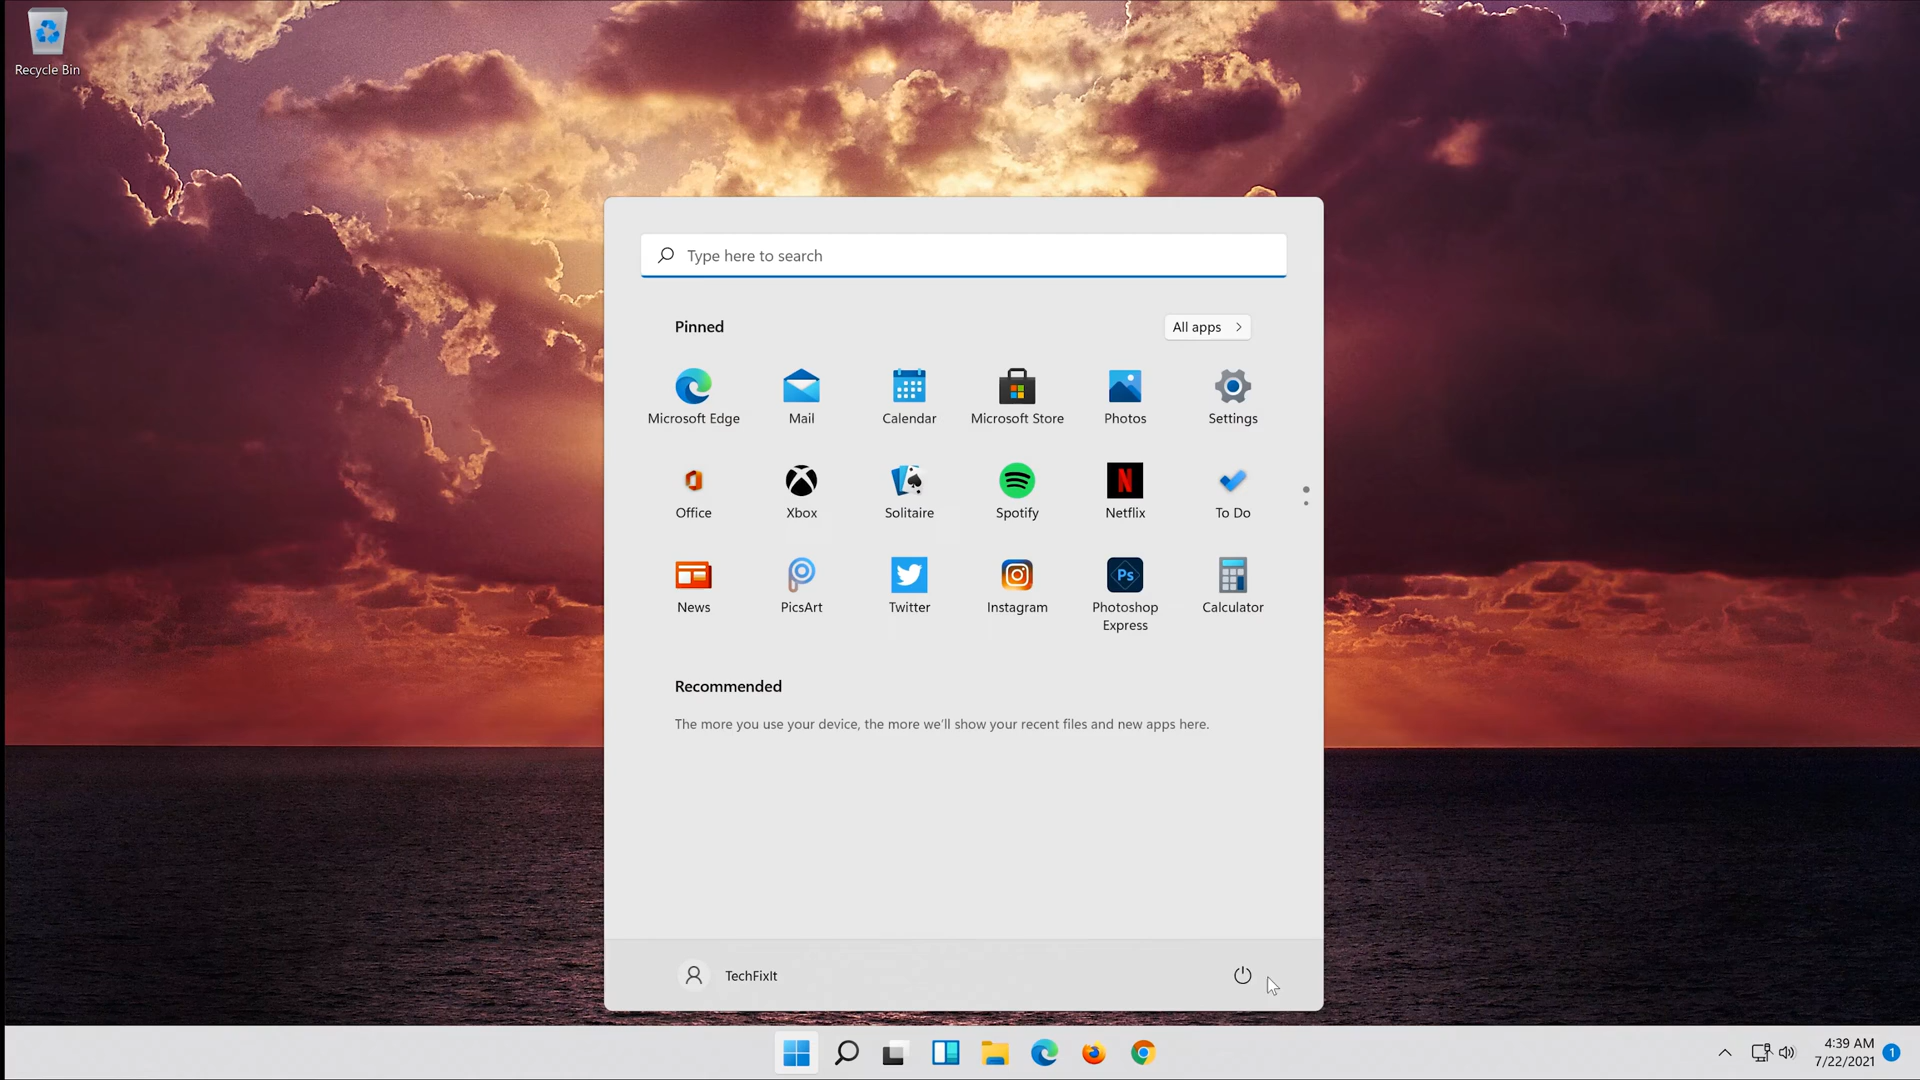 Recycle Bin
Type here to search
Pinned
All apps
Microsoft Edge
Mail
Calendar
Microsoft Store
Photos
Settings
Office
Xbox
Solitaire
Spotify
Netflix
To Do
News
PicsArt
Twitter
Instagram
Ps
Photoshop
Express
Calculator
Recommended
The more you use your device, the more we'll show your recent files and new apps here.
TechFixIt
4:39 AM
7/22/2021
1